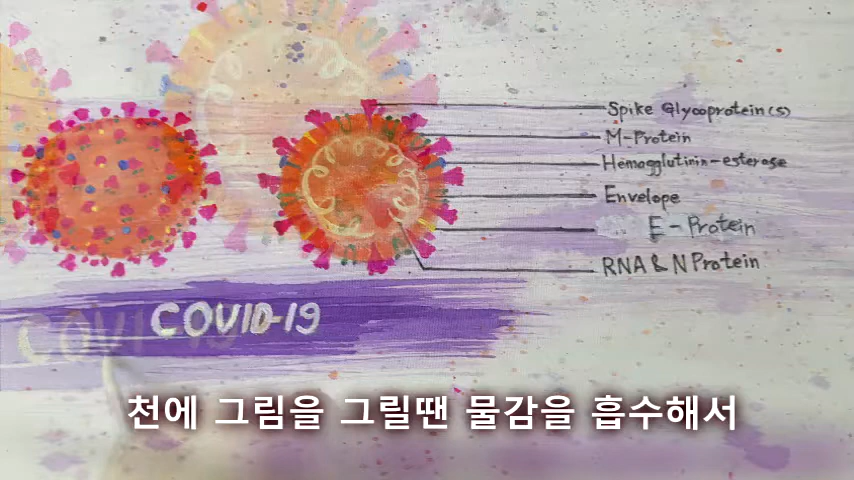 Spike Glycoprotein(s)
M-Protein
Hemagglutinin-esterase
Envelope
E-Protein
RNA & N Protein
COVID-19
천에 그림을 그릴땐 물감을 흡수해서